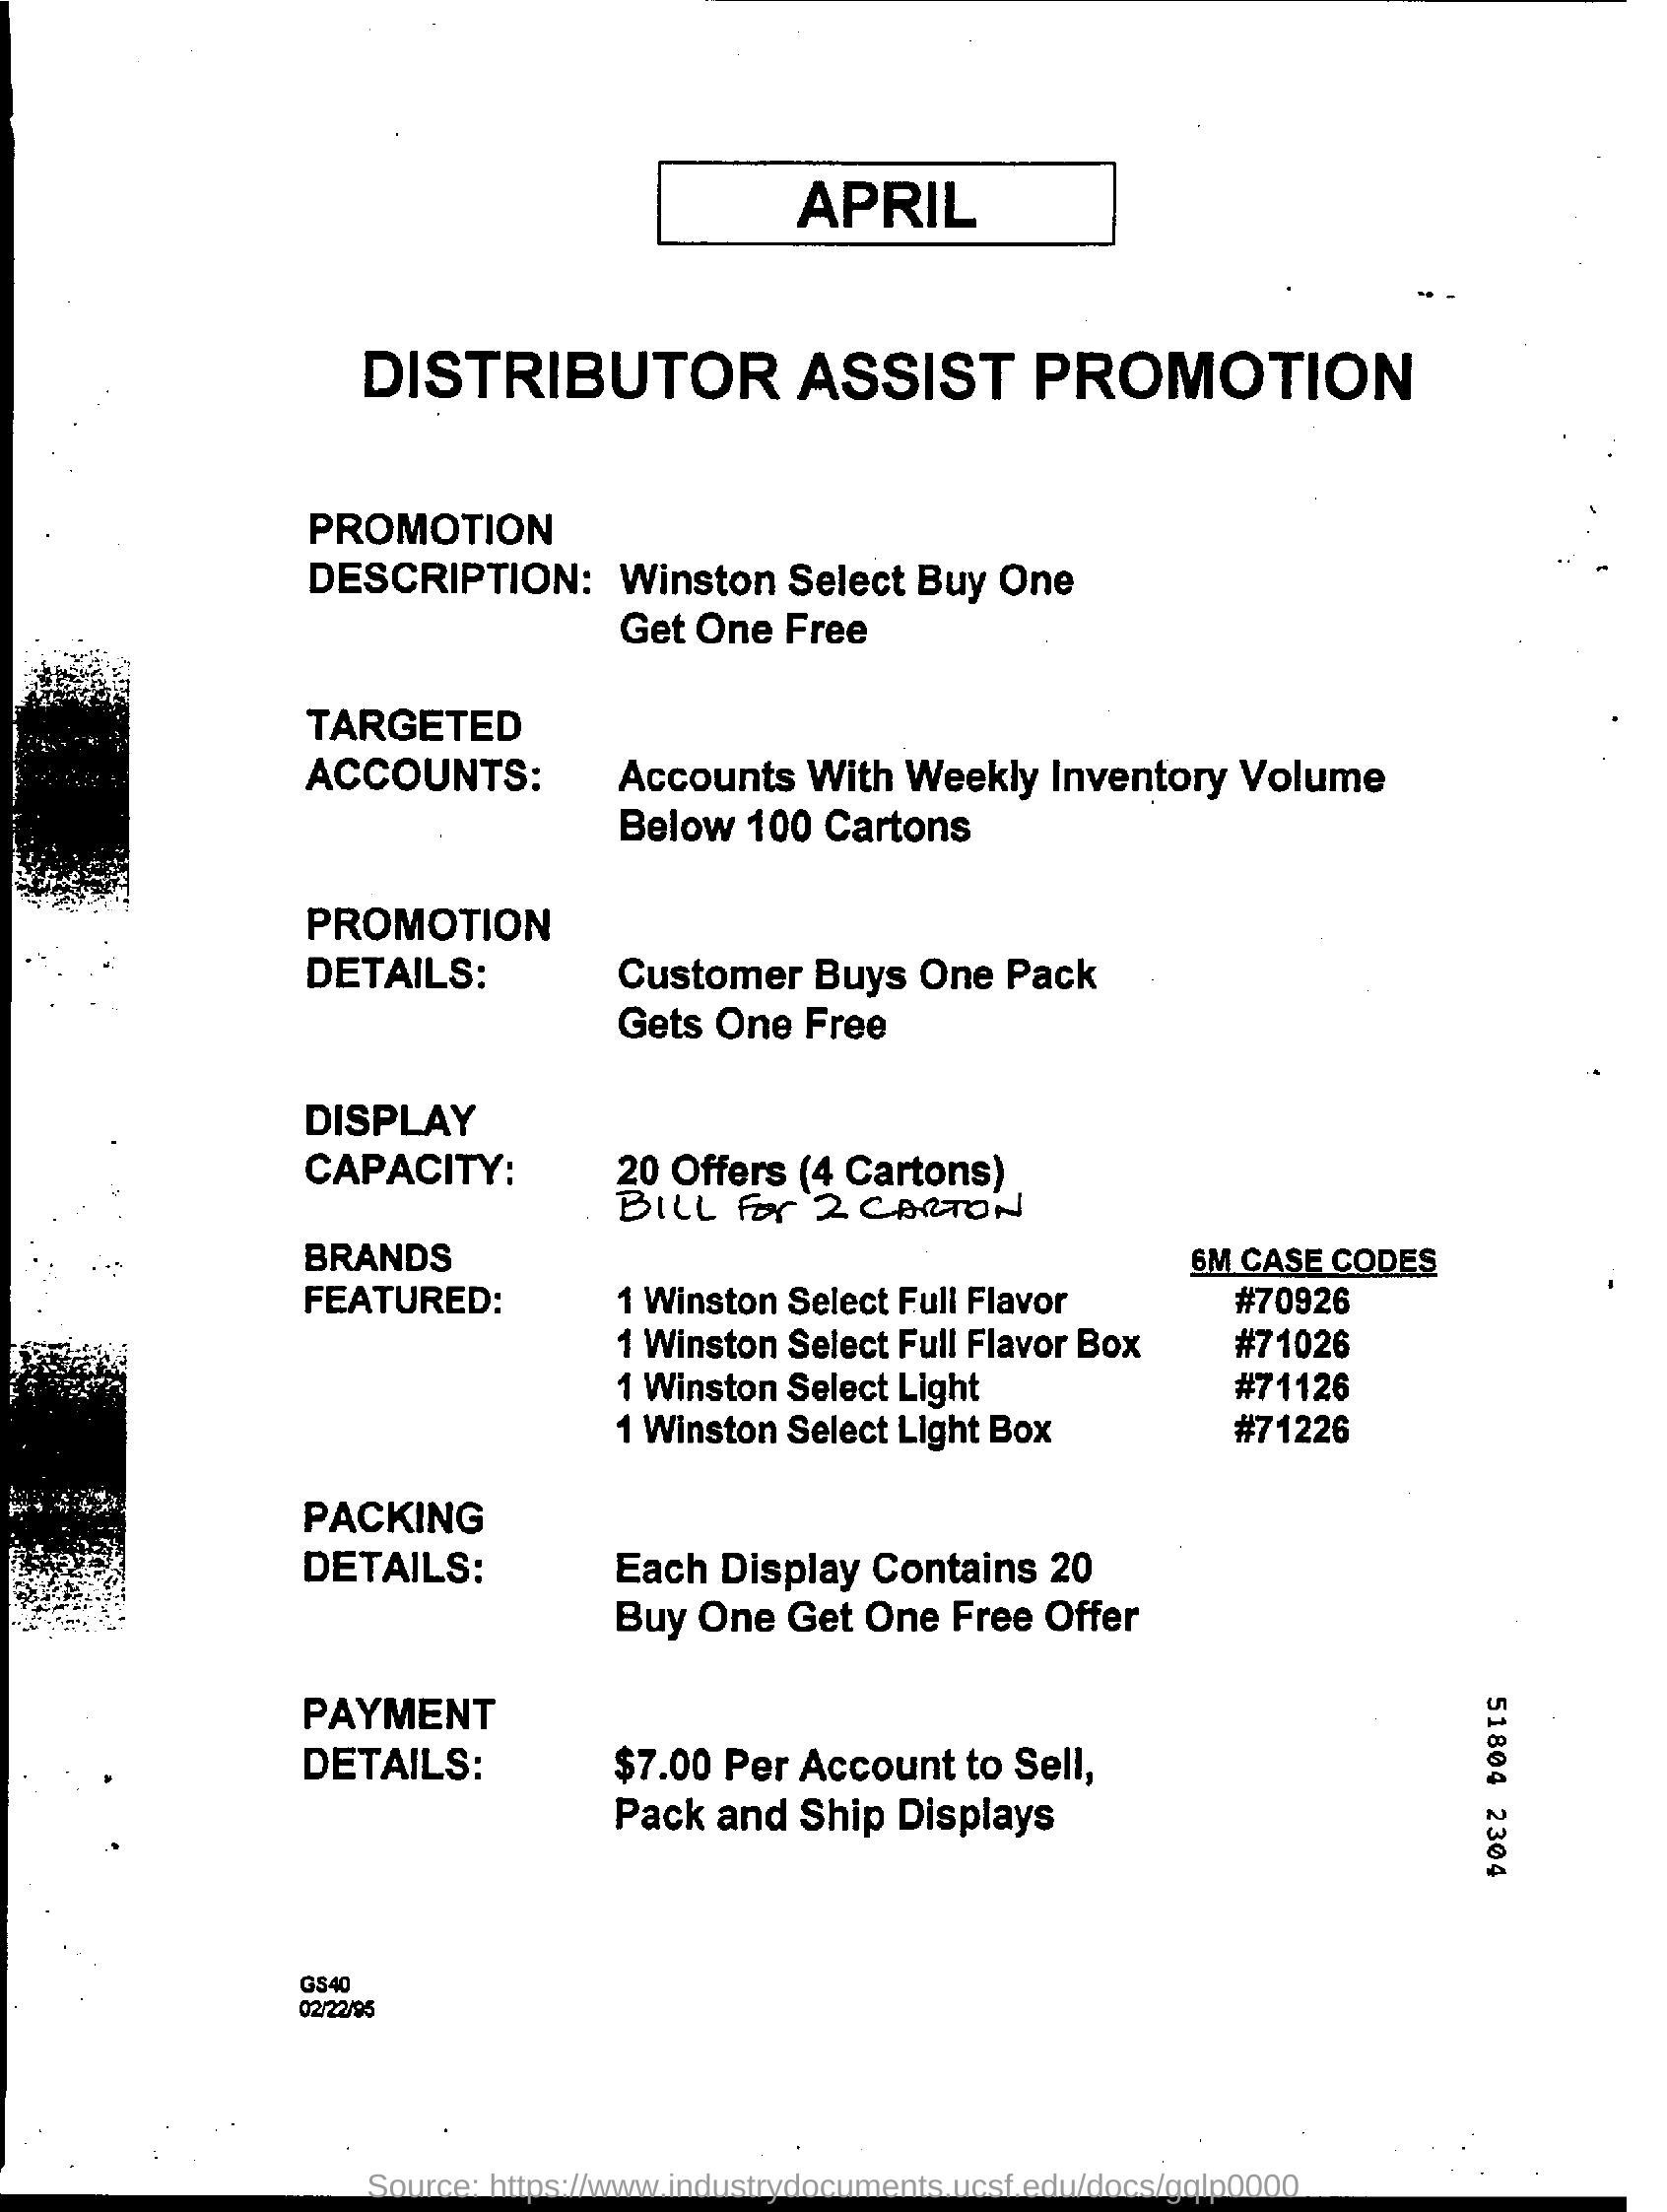 APRIL
DISTRIBUTOR ASSIST PROMOTION
PROMOTION
DESCRIPTION: Winston Select Buy One
Get One Free
TARGETED
ACCOUNTS: Accounts With Weekly Inventory Volume
Below 100 Cartons
PROMOTION
DETAILS: Customer Buys One Pack
Gets One Free
DISPLAY
CAPACITY: 20 Offers (4 Cartons)
BILL For 2 CARTON
BRANDS 6M CASE CODES
FEATURED: 1 Winston Select Full Flavor #70926
1 Winston Select Full Flavor Box #71026
1 Winston Select Light #71126
1 Winston Select Light Box #71226
PACKING
DETAILS: Each Display Contains 20
Buy One Get One Free Offer
PAYMENT
DETAILS: $7.00 Per Account to Sell,
Pack and Ship Displays
51804 2304
GS40
02/22/95
Source: https://www.industrydocuments.ucsf.edu/docs/gqlp0000